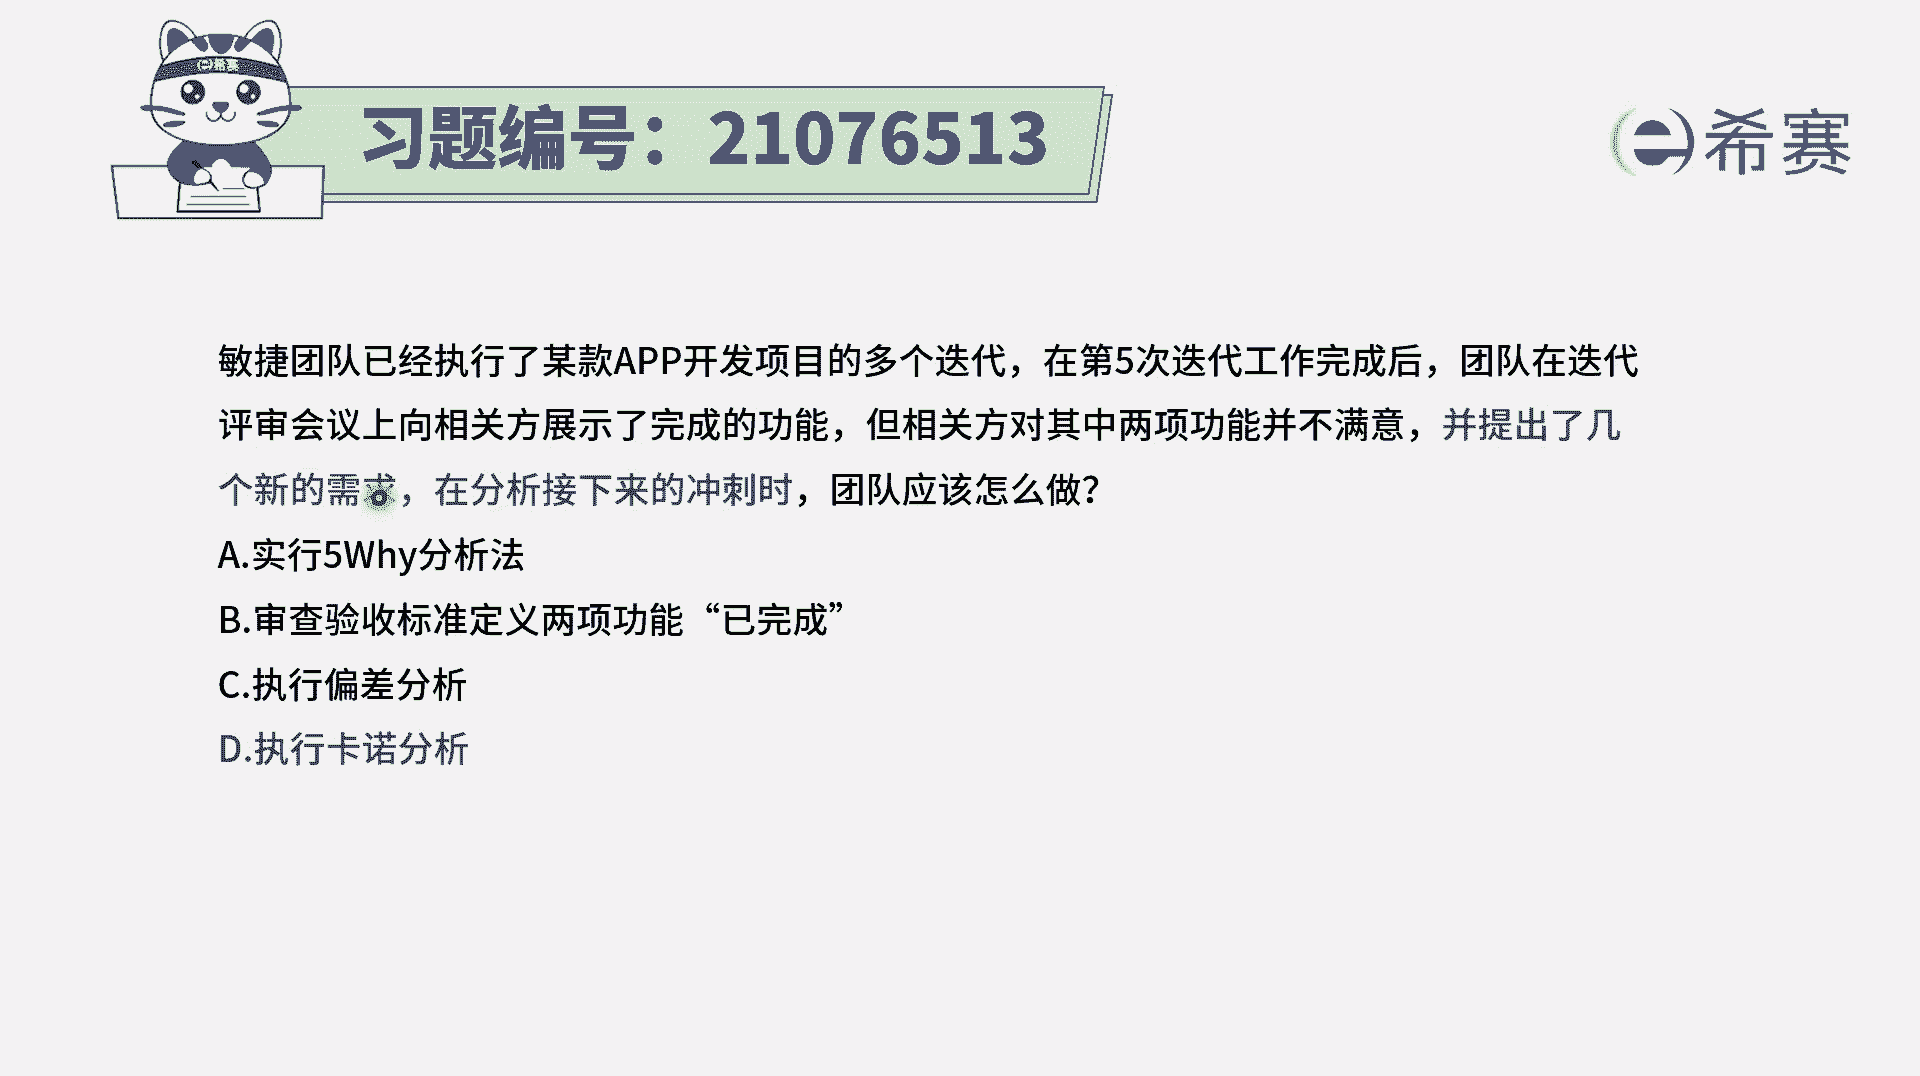 希赛
习题编号：21076513
希赛
敏捷团队已经执行了某款APP开发项目的多个迭代，在第5次迭代工作完成后，团队在迭代
评审会议上向相关方展示了完成的功能，但相关方对其中两项功能并不满意，并提出了几
个新的需求，在分析接下来的冲刺时，团队应该怎么做？
A.实行5Why分析法
B.审查验收标准定义两项功能“已完成”
C.执行偏差分析
D.执行卡诺分析